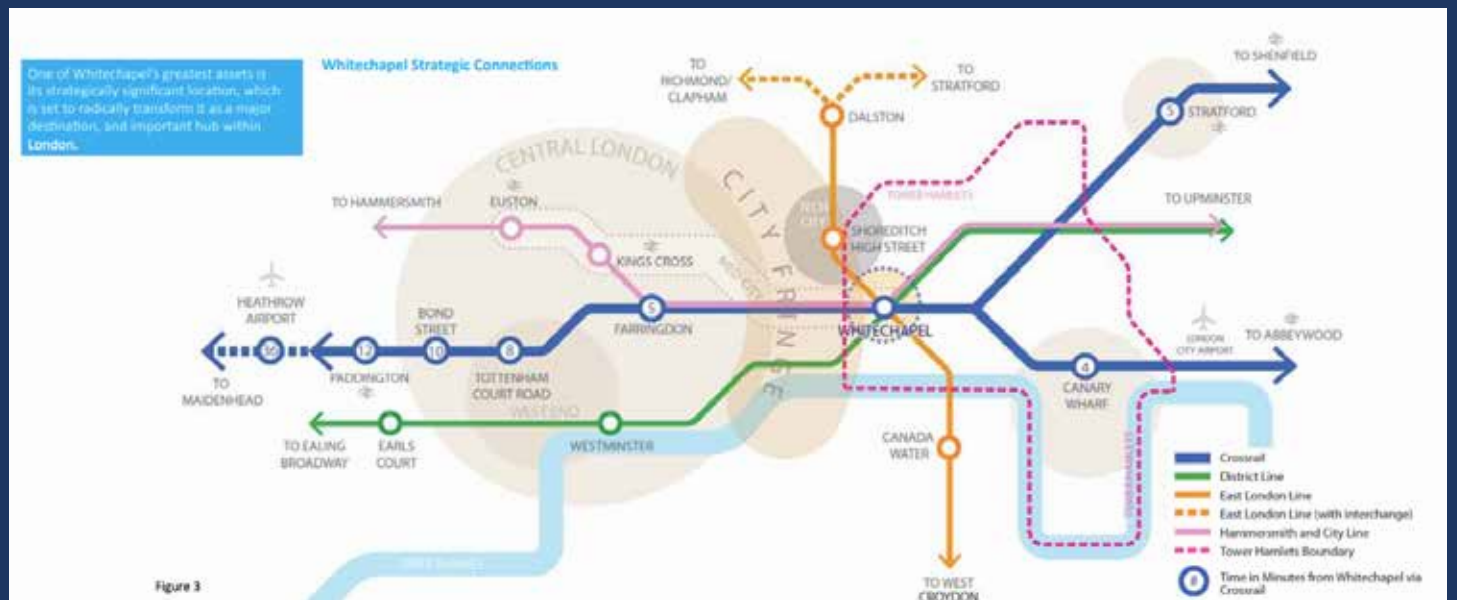 One of Whitechapel's greatest assets is
its strategically significant location, which
is set to radically transform it as a major
destination, and important hub within
London.
Whitechapel Strategic Connections
TO
RICHMOND/
CLAPHAM
TO
STRATFORD
DALSTON
TO SHENFIELD
5
STRATFORD
CENTRAL LONDON
CITY FRINGE
TO HAMMERSMITH
EUSTON
KINGS CROSS
TOWER HAMLETS
TO UPMINSTER
SHOREDITCH
HIGH STREET
HEATHROW
AIRPORT
BOND
STREET
5
FARRINGDON
WHITECHAPEL
LONDON
CITY AIRPORT
TO ABBEYWOOD
36
12
10
8
TO
MAIDENHEAD
PADDINGTON
TOTTENHAM
COURT ROAD
WEST END
4
CANARY
WHARF
TO EALING
BROADWAY
EARLS
COURT
WESTMINSTER
CANADA
WATER
TOWER HAMLETS
TO WEST
CROYDON
Crossrail
District Line
East London Line
East London Line (with interchange)
Hammersmith and City Line
Tower Hamlets Boundary
8
Time in Minutes from Whitechapel via
Crossrail
Figure 3